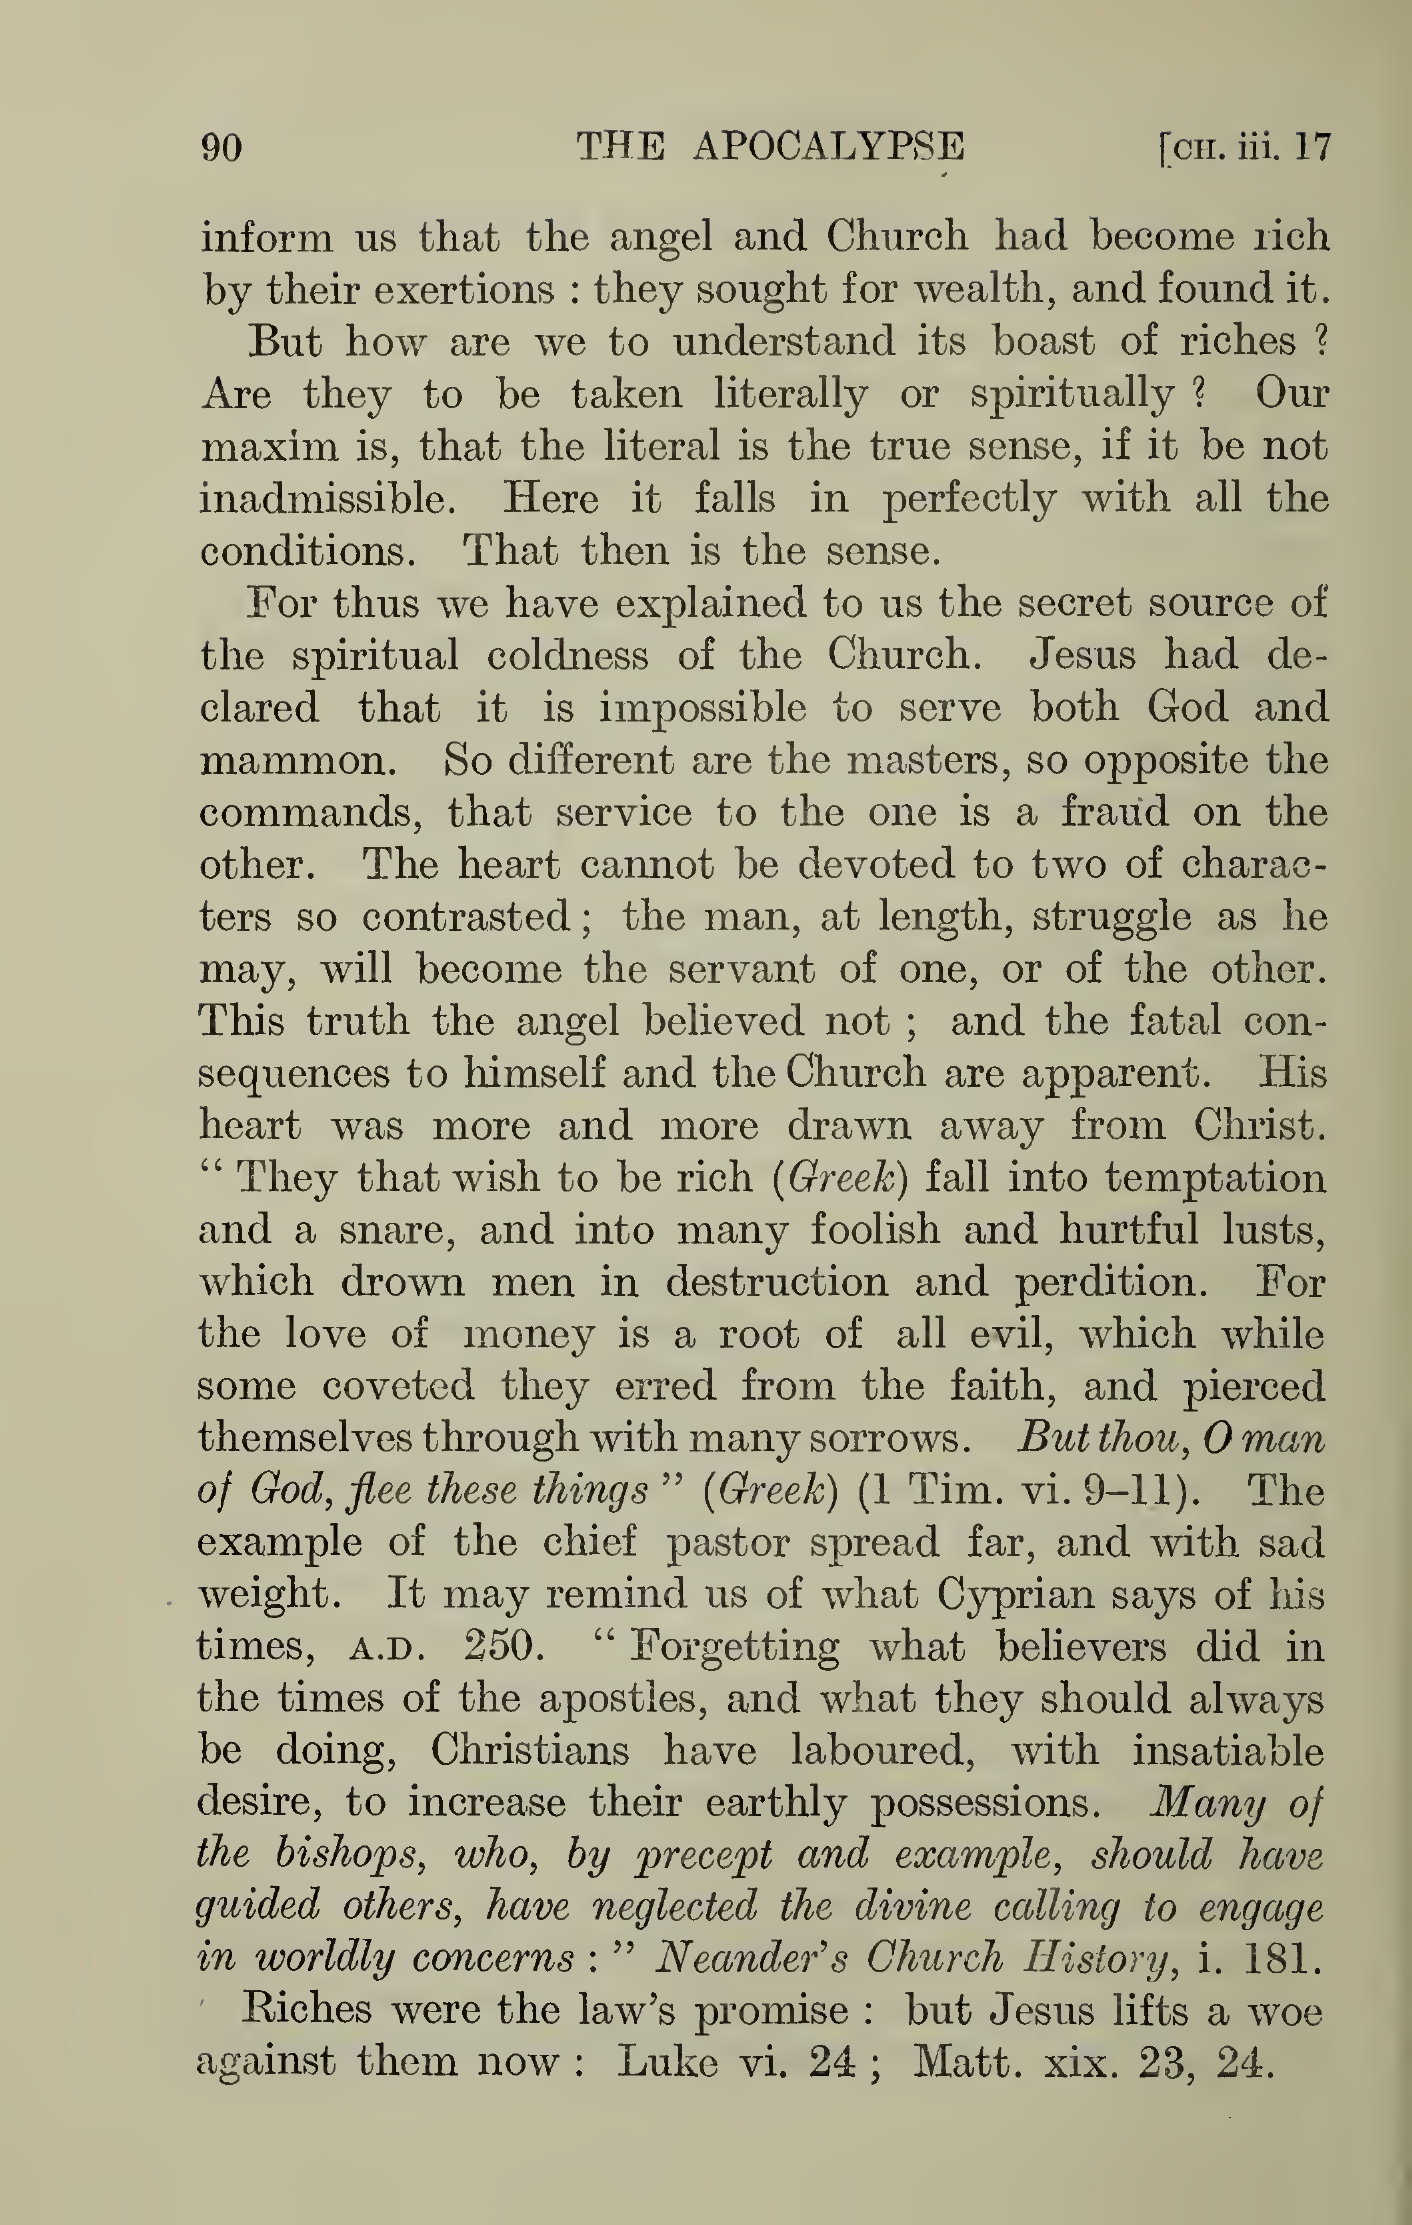 90 THE APOCALYPSE [CH. iii. 17
inform us that the angel and Church had become rich
by their exertions : they sought for wealth, and found it.
But how are we to understand its boast of riches ?
Are they to be taken literally or spiritually ? Our
maxim is, that the literal is the true sense, if it be not
inadmissible. Here it falls in perfectly with all the
conditions. That then is the sense.
For thus we have explained to us the secret source of
the spiritual coldness of the Church. Jesus had de-
clared that it is impossible to serve both God and
mammon. So different are the masters, so opposite the
commands, that service to the one is a fraud on the
other. The heart cannot be devoted to two of charac-
ters so contrasted ; the man, at length, struggle as he
may, will become the servant of one, or of the other.
This truth the angel believed not ; and the fatal con-
sequences to himself and the Church are apparent. His
heart was more and more drawn away from Christ.
“ They that wish to be rich (Greek) fall into temptation
and a snare, and into many foolish and hurtful lusts,
which drown men in destruction and perdition. For
the love of money is a root of all evil, which while
some coveted they erred from the faith, and pierced
themselves through with many sorrows. But thou, O man
of God, flee these things ” (Greek) (1 Tim. vi. 9–11). The
example of the chief pastor spread far, and with sad
weight. It may remind us of what Cyprian says of his
times, A.D. 250. “ Forgetting what believers did in
the times of the apostles, and what they should always
be doing, Christians have laboured, with insatiable
desire, to increase their earthly possessions. Many of
the bishops, who, by precept and example, should have
guided others, have neglected the divine calling to engage
in worldly concerns : ” Neander’s Church History, i. 181.
Riches were the law’s promise : but Jesus lifts a woe
against them now : Luke vi. 24 ; Matt. xix. 23, 24.